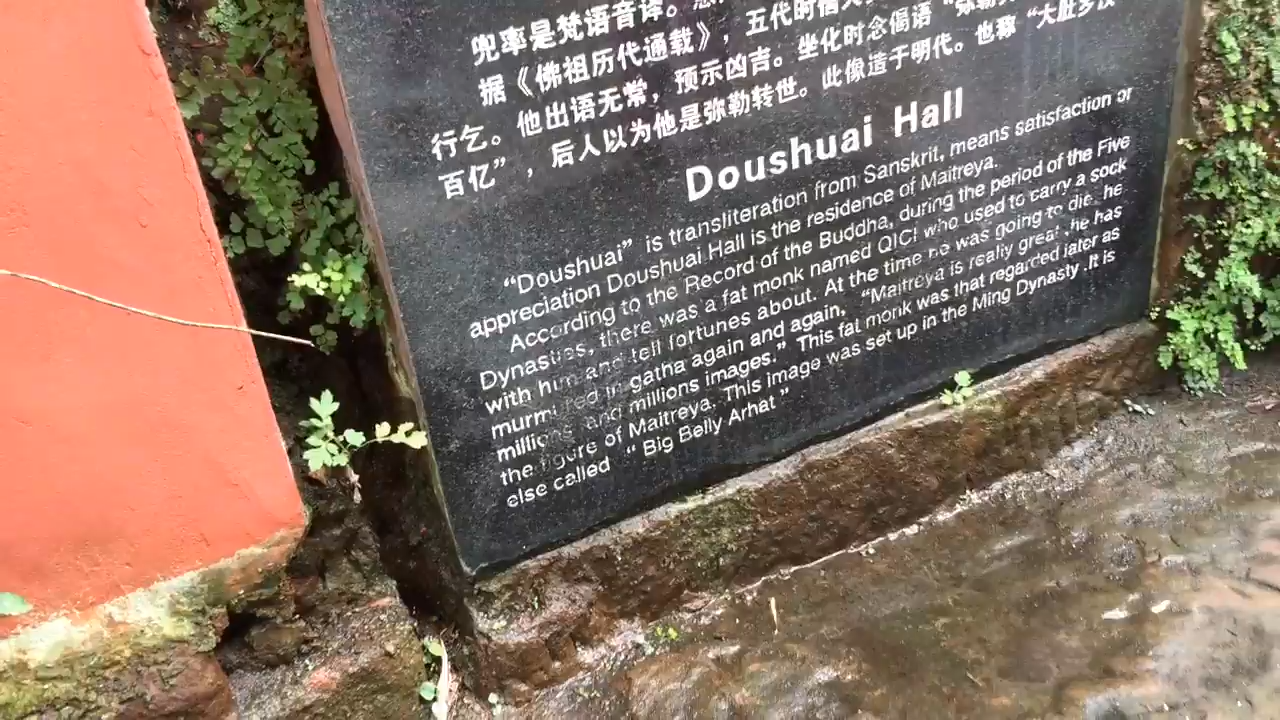 兜率是梵语音译。
据《佛祖历代通载》，五代时
行乞。他出语无常，预示凶吉。坐化时念偈语“弥勒
百亿”，后人以为他是弥勒转世。此像造于明代。也称“大肚罗汉
Doushuai Hall
“Doushuai” is transliteration from Sanskrit, means satisfaction or
appreciation Doushuai Hall is the residence of Maitreya.
According to the Record of the Buddha, during the period of the Five
Dynasties, there was a fat monk named QICI who used to carry a sock
with him and tell fortunes about. At the time he was going to die, he
murmured in gatha again and again, “Maitreya is really great, he has
millions and millions images.” This fat monk was that regarded later as
the figure of Maitreya. This image was set up in the Ming Dynasty .It is
else called “ Big Belly Arhat ”